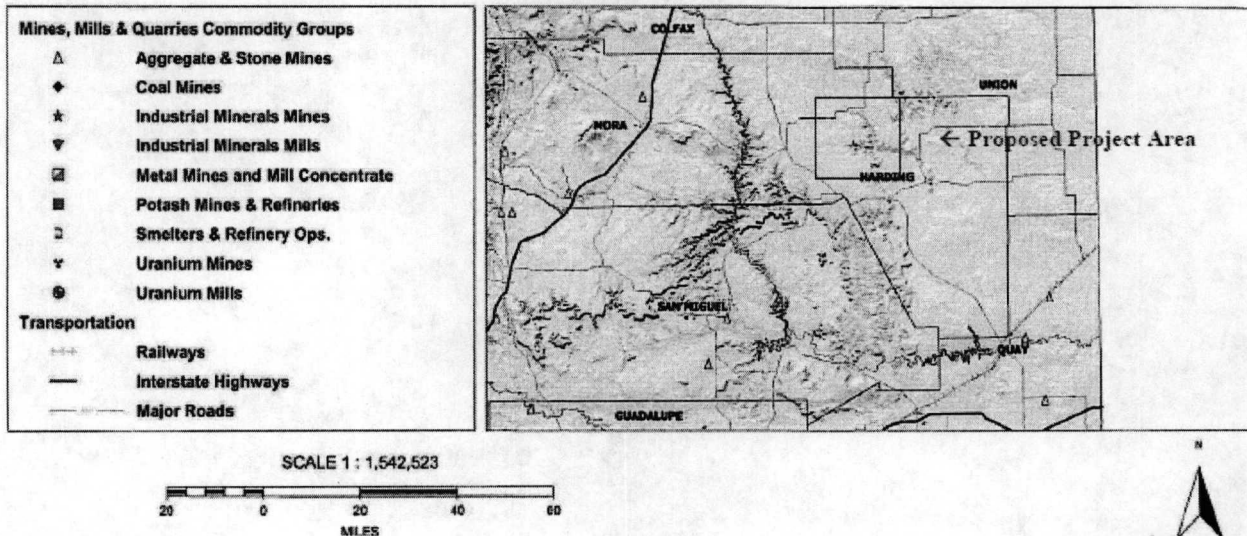 Mines, Mills & Quarries Commodity Groups
Aggregate & Stone Mines
Coal Mines
Industrial Minerals Mines
Industrial Minerals Mills
Metal Mines and Mill Concentrate
Potash Mines & Refineries
Smelters & Refinery Ops.
Uranium Mines
Uranium Mills
Transportation
Railways
Interstate Highways
Major Roads
COLFAX
UNION
MORA
← Proposed Project Area
HARDING
SAN MIGUEL
QUAY
GUADALUPE
SCALE 1 : 1,542,523
20 0 20 40 60
MILES
N